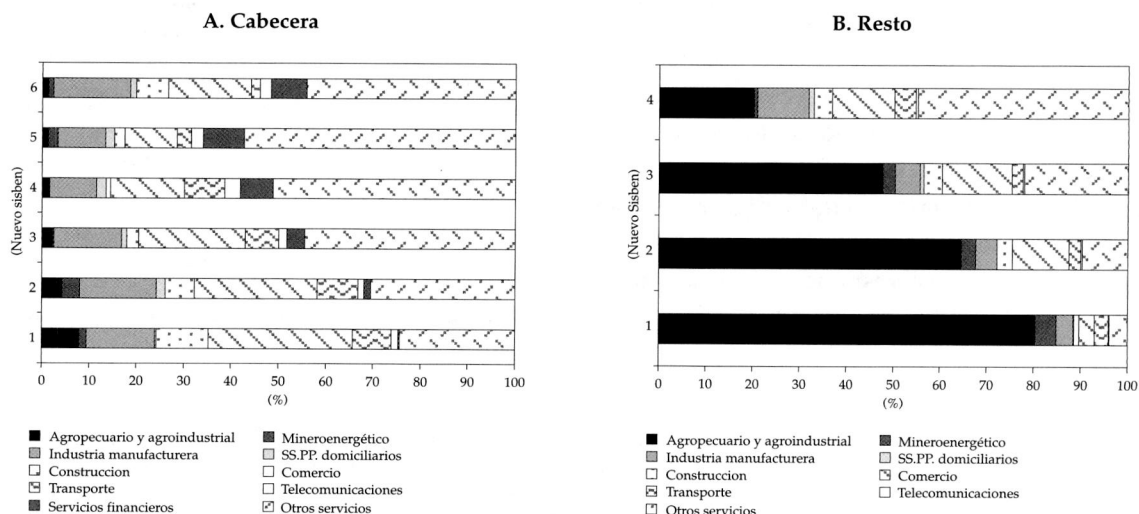 A. Cabecera
(Nuevo sisben)
6
5
4
3
2
1
0 10 20 30 40 50 60 70 80 90 100
(%)
Agropecuario y agroindustrial
Mineroenergético
Industria manufacturera
SS.PP. domiciliarios
Construccion
Comercio
Transporte
Telecomunicaciones
Servicios financieros
Otros servicios
B. Resto
(Nuevo Sisben)
4
3
2
1
0 10 20 30 40 50 60 70 80 90 100
(%)
Agropecuario y agroindustrial
Mineroenergético
Industria manufacturera
SS.PP. domiciliarios
Construccion
Comercio
Transporte
Telecomunicaciones
Otros servicios